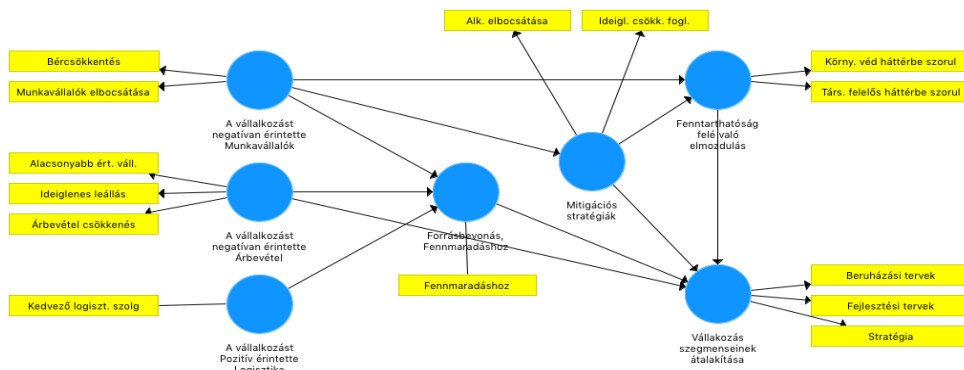 Alk. elbocsátása
Ideigl. csökk. fogl.
Bércsökkentés
Munkavállalók elbocsátása
A vállalkozást
negatívan érintette
Munkavállalók
Körny. véd háttérbe szorul
Társ. felelős háttérbe szorul
Fenntarthatóság
felé való
elmozdulás
Mitigációs
stratégiák
Alacsonyabb ért. váll.
Ideiglenes leállás
Árbevétel csökkenés
A vállalkozást
negatívan érintette
Árbevétel
Forrásbevonás,
Fennmaradáshoz
Fennmaradáshoz
Kedvező logiszt. szolg
A vállalkozást
Pozitív érintette
Logisztika
Vállakozás
szegmenseinek
átalakítása
Beruházási tervek
Fejlesztési tervek
Stratégia